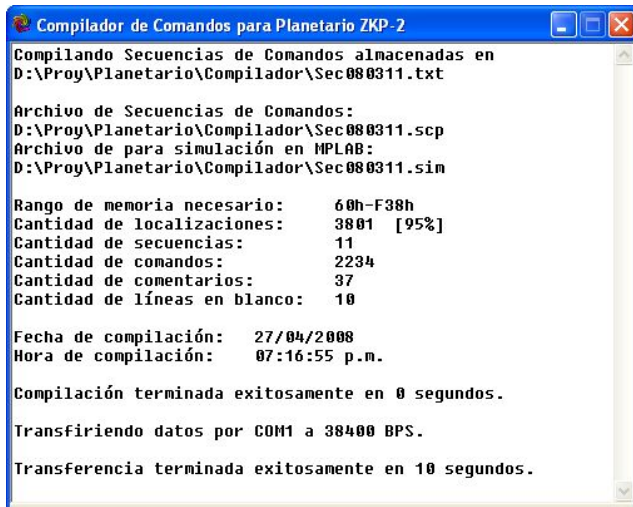 Compilador de Comandos para Planetario ZKP-2
Compilando Secuencias de Comandos almacenadas en
D:\Proy\Planetario\Compilador\Sec080311.txt
Archivo de Secuencias de Comandos:
D:\Proy\Planetario\Compilador\Sec080311.scp
Archivo de para simulación en MPLAB:
D:\Proy\Planetario\Compilador\Sec080311.sim
Rango de memoria necesario: 60h-F38h
Cantidad de localizaciones: 3801 [95%]
Cantidad de secuencias: 11
Cantidad de comandos: 2234
Cantidad de comentarios: 37
Cantidad de líneas en blanco: 10
Fecha de compilación: 27/04/2008
Hora de compilación: 07:16:55 p.m.
Compilación terminada exitosamente en 0 segundos.
Transfiriendo datos por COM1 a 38400 BPS.
Transferencia terminada exitosamente en 10 segundos.